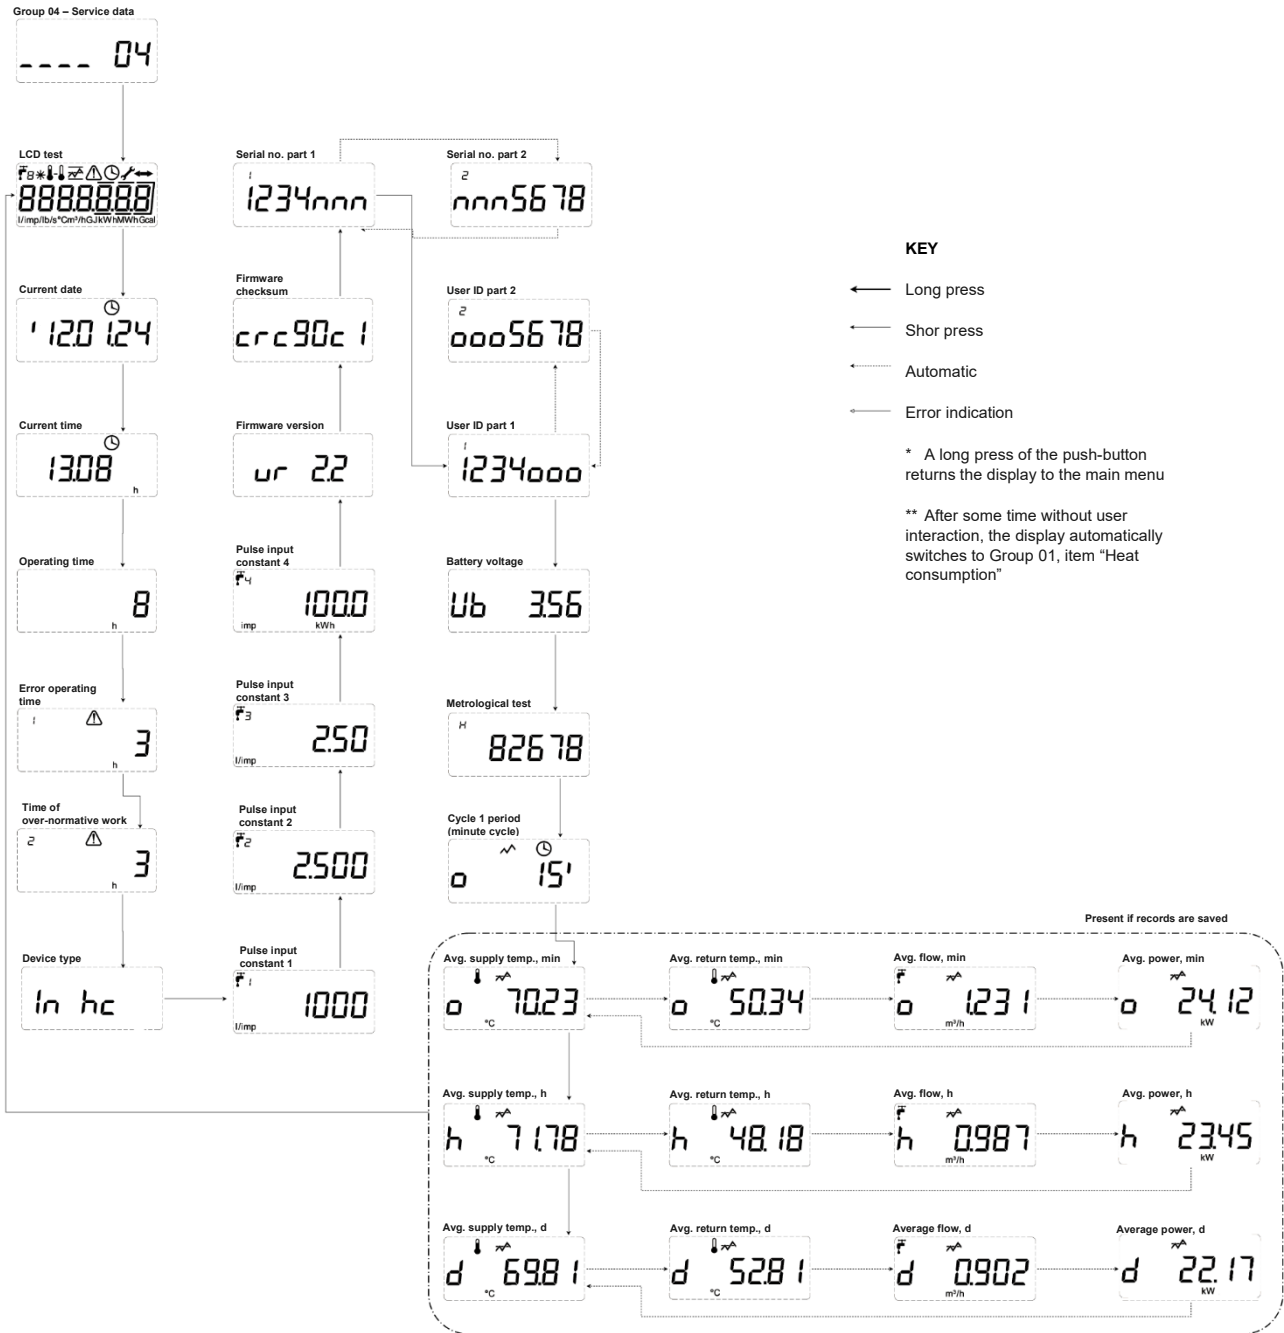 Group 04 – Service data
_ _ _ _ 04
LCD test
8
888.8.8.8.8
l/imp/lb/s°Cm³/hGJkWhMWhGcal
Current date
'12.01.24
Current time
13.08
h
Operating time
8
h
Error operating
time
1
3
h
Time of
over-normative work
2
3
h
Device type
In hc
Serial no. part 1
1
1234nnn
Firmware
checksum
crc90c1
Firmware version
ur 2.2
Pulse input
constant 4
4
100.0
imp kWh
Pulse input
constant 3
3
2.50
l/imp
Pulse input
constant 2
2
2.500
l/imp
Pulse input
constant 1
1
1000
l/imp
Serial no. part 2
2
nnn5678
User ID part 2
2
ooo5678
User ID part 1
1
1234ooo
Battery voltage
Ub 3.56
Metrological test
H
82678
Cycle 1 period
(minute cycle)
o 15'
KEY
Long press
Shor press
Automatic
Error indication
* A long press of the push-button
returns the display to the main menu
** After some time without user
interaction, the display automatically
switches to Group 01, item “Heat
consumption”
Present if records are saved
Avg. supply temp., min
o 70.23
°C
Avg. return temp., min
o 50.34
°C
Avg. flow, min
o 1.231
m³/h
Avg. power, min
o 24.12
kW
Avg. supply temp., h
h 71.78
°C
Avg. return temp., h
h 48.18
°C
Avg. flow, h
h 0.987
m³/h
Avg. power, h
h 23.45
kW
Avg. supply temp., d
d 69.81
°C
Avg. return temp., d
d 52.81
°C
Average flow, d
d 0.902
m³/h
Average power, d
d 22.17
kW